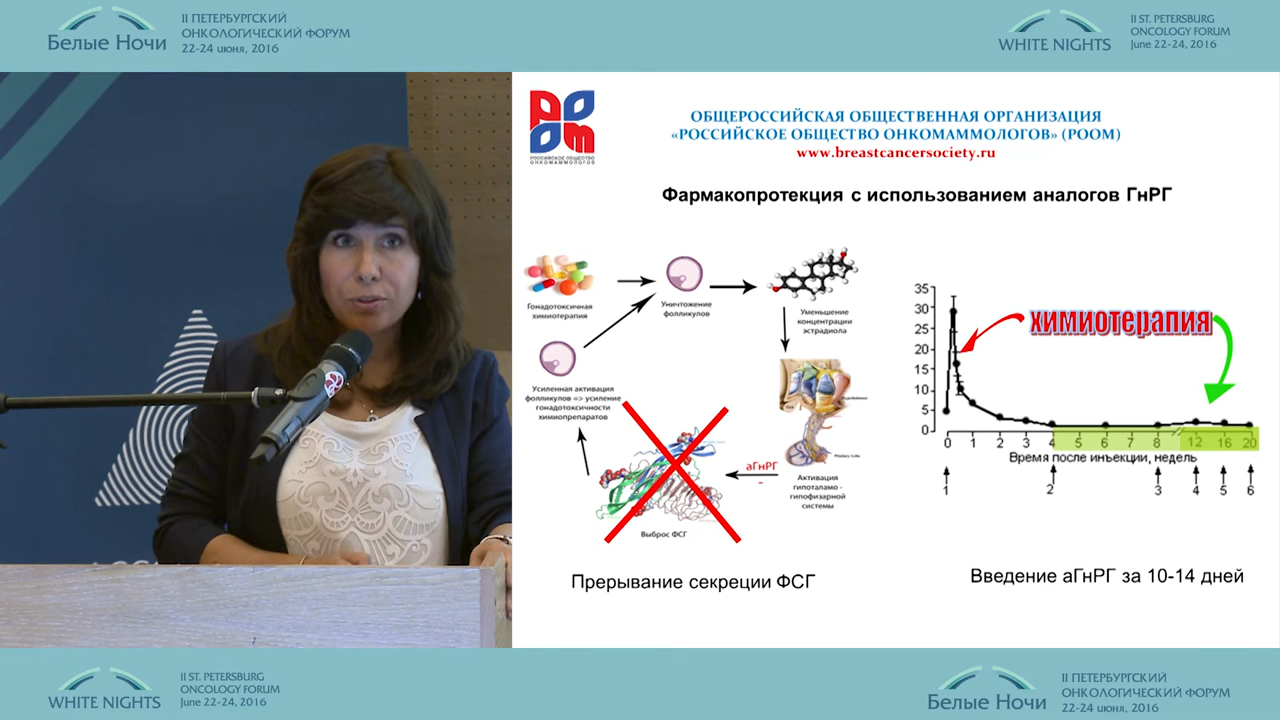 Белые Ночи
II ПЕТЕРБУРГСКИЙ
ОНКОЛОГИЧЕСКИЙ ФОРУМ
22-24 июня, 2016
WHITE NIGHTS
II ST. PETERSBURG
ONCOLOGY FORUM
June 22-24, 2016
РООМ
РОССИЙСКОЕ ОБЩЕСТВО
ОНКОМАММОЛОГОВ
ОБЩЕРОССИЙСКАЯ ОБЩЕСТВЕННАЯ ОРГАНИЗАЦИЯ
«РОССИЙСКОЕ ОБЩЕСТВО ОНКОМАММОЛОГОВ» (РООМ)
www.breastcancersociety.ru
Фармакопротекция с использованием аналогов ГнРГ
Гонадотоксичная
химиотерапия
Уничтожение
фолликулов
Уменьшение
концентрации
эстрадиола
Усиленная активация
фолликулов => усиление
гонадотоксичности
химиопрепаратов
аГнРГ
–
Активация
гипоталамо -
гипофизарной
системы
Выброс ФСГ
Прерывание секреции ФСГ
35
30
25
20
15
10
5
0
химиотерапия
0 1 2 3 4 5 6 7 8 12 16 20
Время после инъекции, недель
1 2 3 4 5 6
Введение аГнРГ за 10-14 дней
WHITE NIGHTS
II ST. PETERSBURG
ONCOLOGY FORUM
June 22-24, 2016
Белые Ночи
II ПЕТЕРБУРГСКИЙ
ОНКОЛОГИЧЕСКИЙ ФОРУМ
22-24 июня, 2016